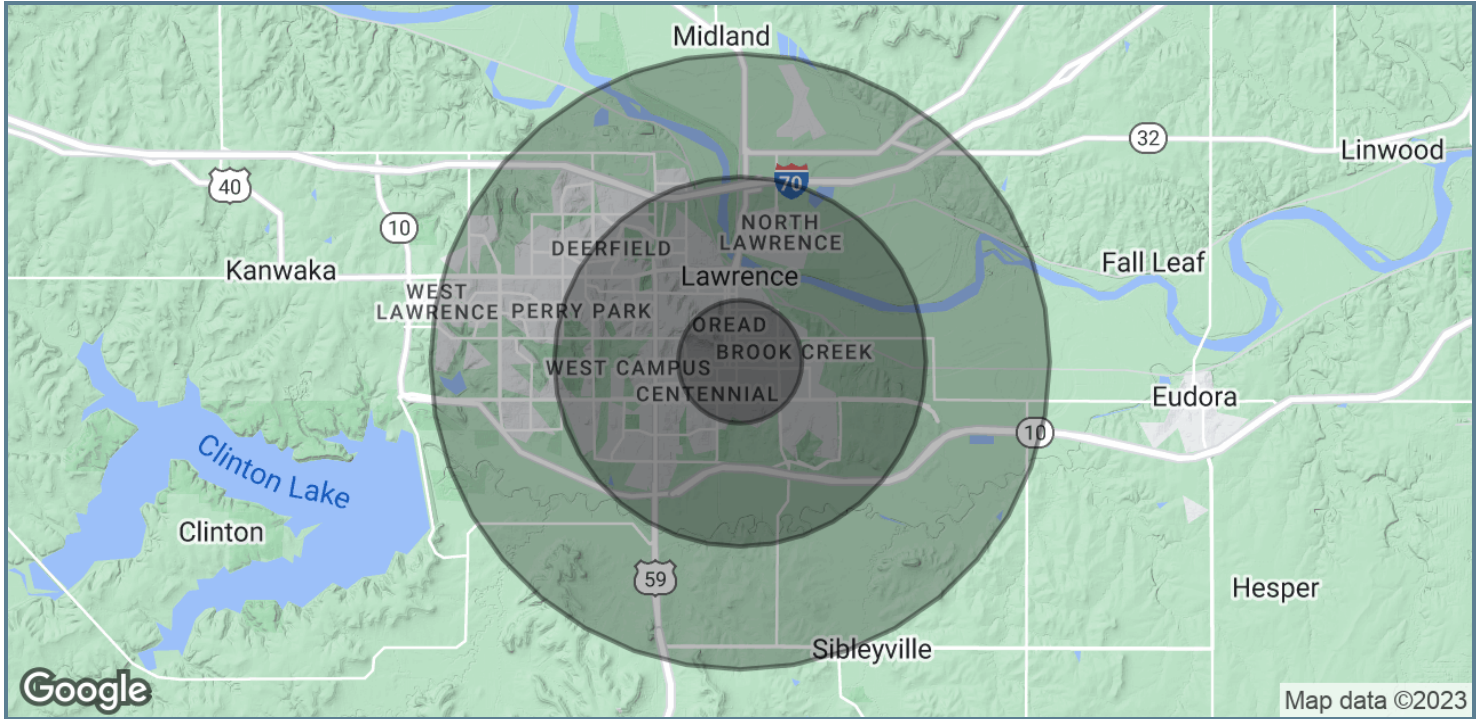 Midland
32
Linwood
40
70
10
NORTH
LAWRENCE
DEERFIELD
Kanwaka
Lawrence
Fall Leaf
WEST
LAWRENCE
PERRY PARK
OREAD
BROOK CREEK
WEST CAMPUS
CENTENNIAL
Eudora
10
Clinton Lake
Clinton
59
Hesper
Sibleyville
Google
Map data ©2023